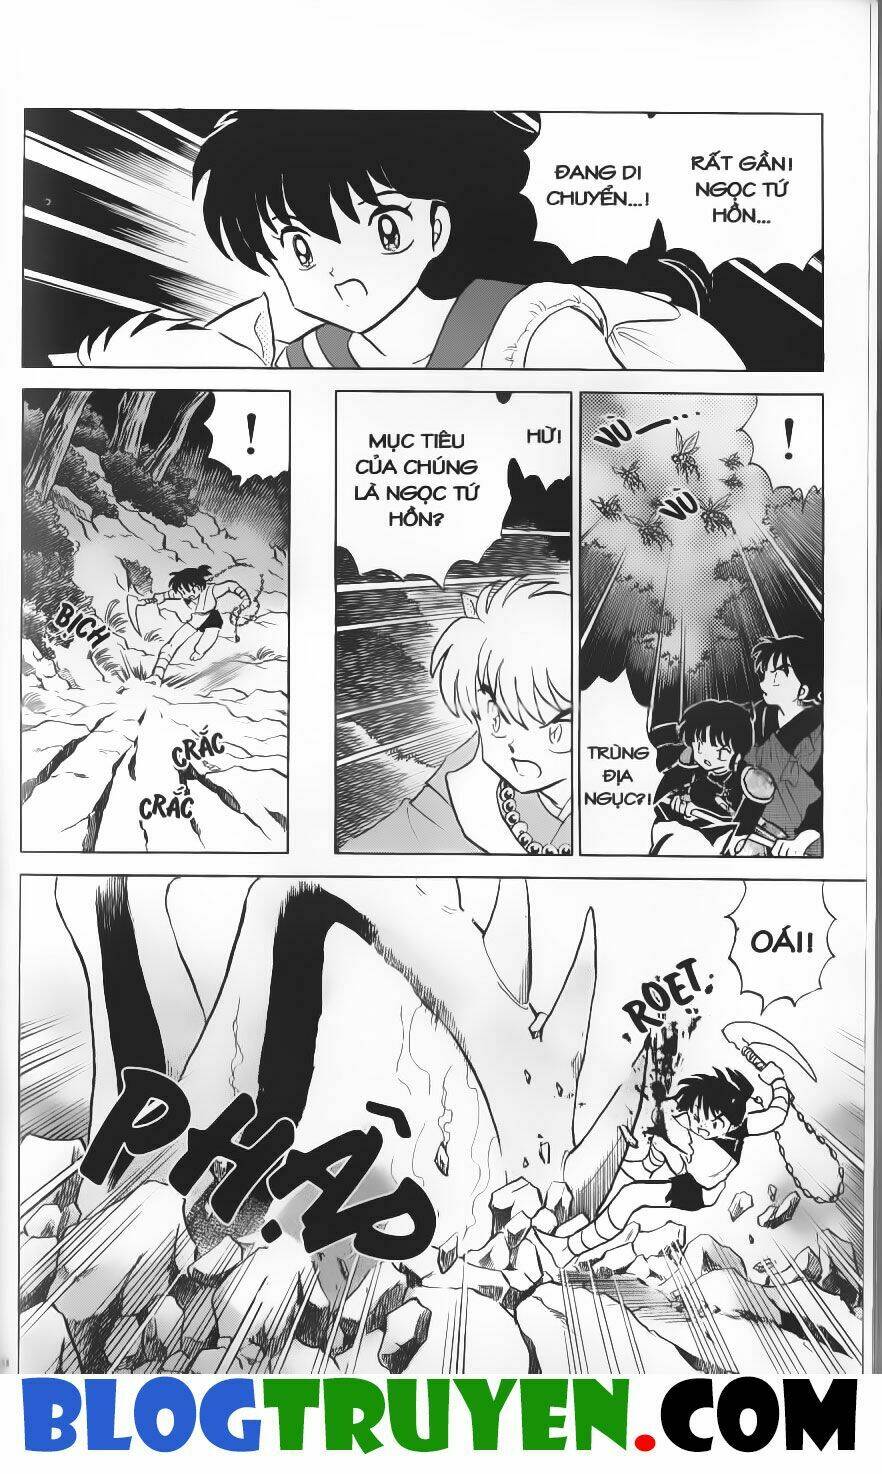 RẤT GẦN!
NGỌC TỨ
HỒN...
ĐANG DI
CHUYỂN...!
!
VÙ
VÙ
TRÙNG
ĐỊA
NGỤC?!
HỪ!
MỤC TIÊU
CỦA CHÚNG
LÀ NGỌC TỨ
HỒN?
!
BỊCH
CRẮC
CRẮC
OÁI!
ROẸT
PHẬP
BLOGTRUYEN.COM